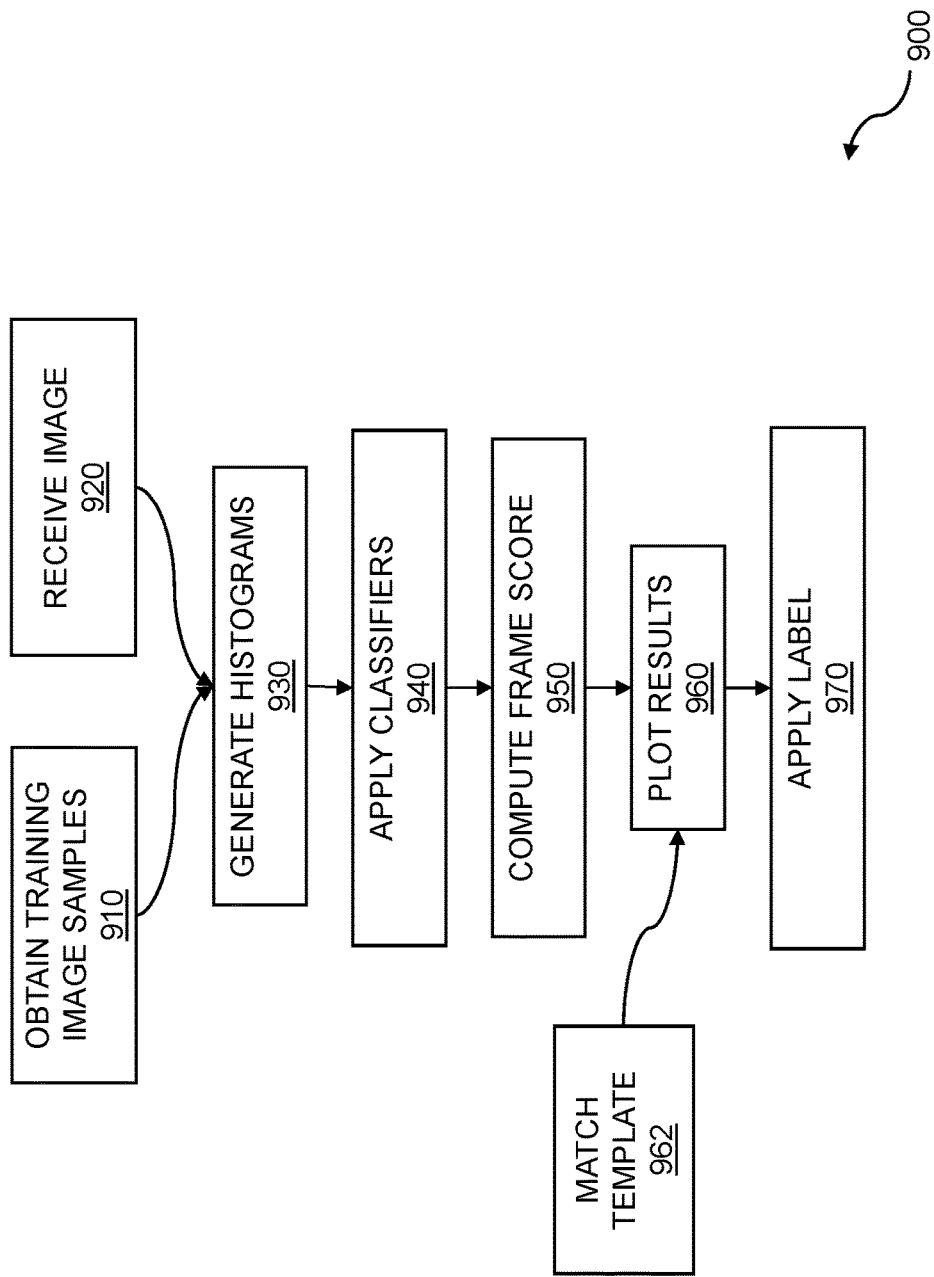 OBTAIN TRAINING
IMAGE SAMPLES
910
RECEIVE IMAGE
920
GENERATE HISTOGRAMS
930
APPLY CLASSIFIERS
940
COMPUTE FRAME SCORE
950
MATCH
TEMPLATE
962
PLOT RESULTS
960
APPLY LABEL
970
900